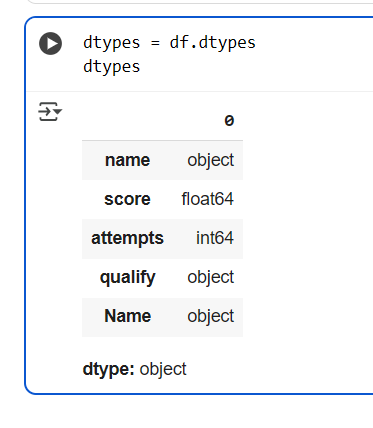 dtypes = df.dtypes
dtypes
0
name object
score float64
attempts int64
qualify object
Name object
dtype: object